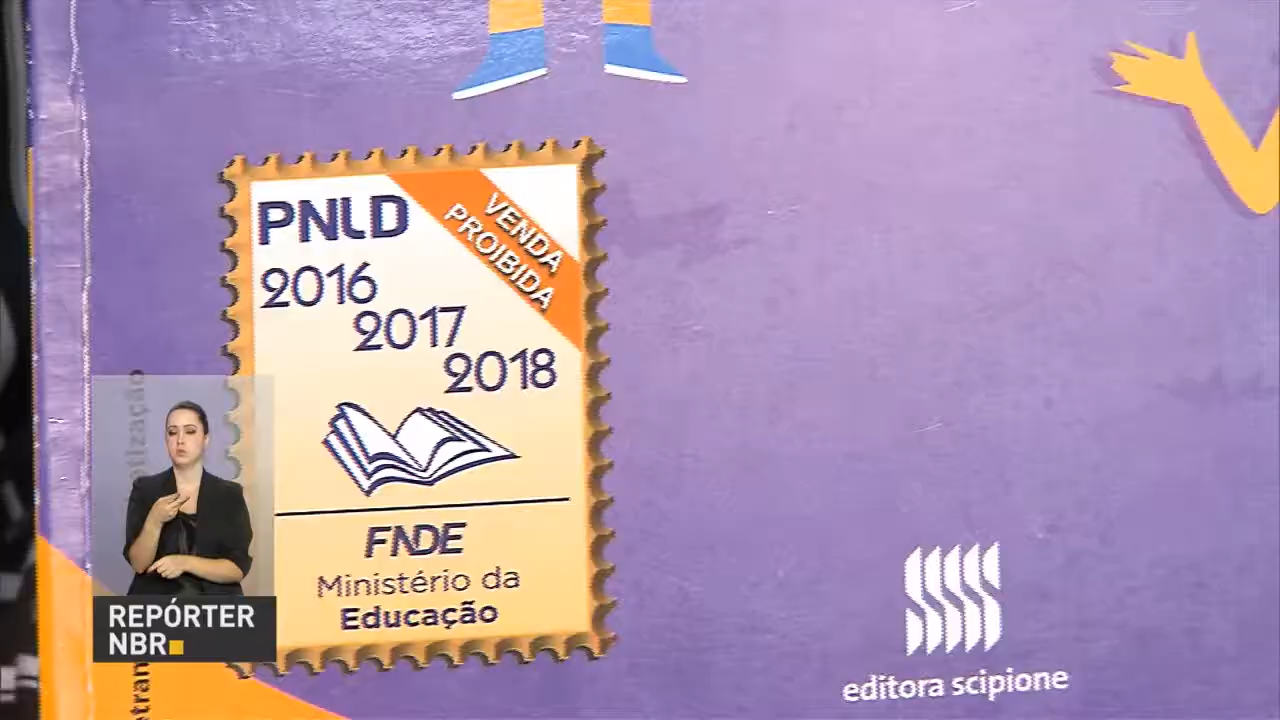 PNLD
VENDA
PROIBIDA
2016
2017
2018
FNDE
Ministério da
Educação
REPÓRTER
NBR
editora scipione